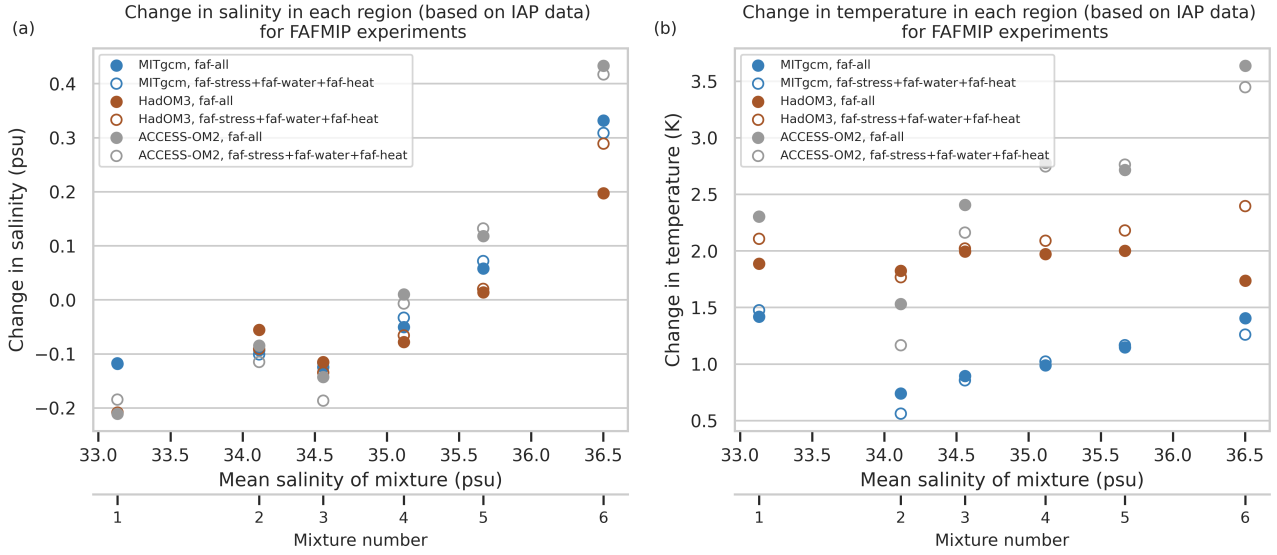 (a)
Change in salinity in each region (based on IAP data)
for FAFMIP experiments
MITgcm, faf-all
MITgcm, faf-stress+faf-water+faf-heat
HadOM3, faf-all
HadOM3, faf-stress+faf-water+faf-heat
ACCESS-OM2, faf-all
ACCESS-OM2, faf-stress+faf-water+faf-heat
Change in salinity (psu)
0.4
0.3
0.2
0.1
0.0
−0.1
−0.2
33.0 33.5 34.0 34.5 35.0 35.5 36.0 36.5
Mean salinity of mixture (psu)
1 2 3 4 5 6
Mixture number
(b)
Change in temperature in each region (based on IAP data)
for FAFMIP experiments
MITgcm, faf-all
MITgcm, faf-stress+faf-water+faf-heat
HadOM3, faf-all
HadOM3, faf-stress+faf-water+faf-heat
ACCESS-OM2, faf-all
ACCESS-OM2, faf-stress+faf-water+faf-heat
Change in temperature (K)
3.5
3.0
2.5
2.0
1.5
1.0
0.5
33.0 33.5 34.0 34.5 35.0 35.5 36.0 36.5
Mean salinity of mixture (psu)
1 2 3 4 5 6
Mixture number